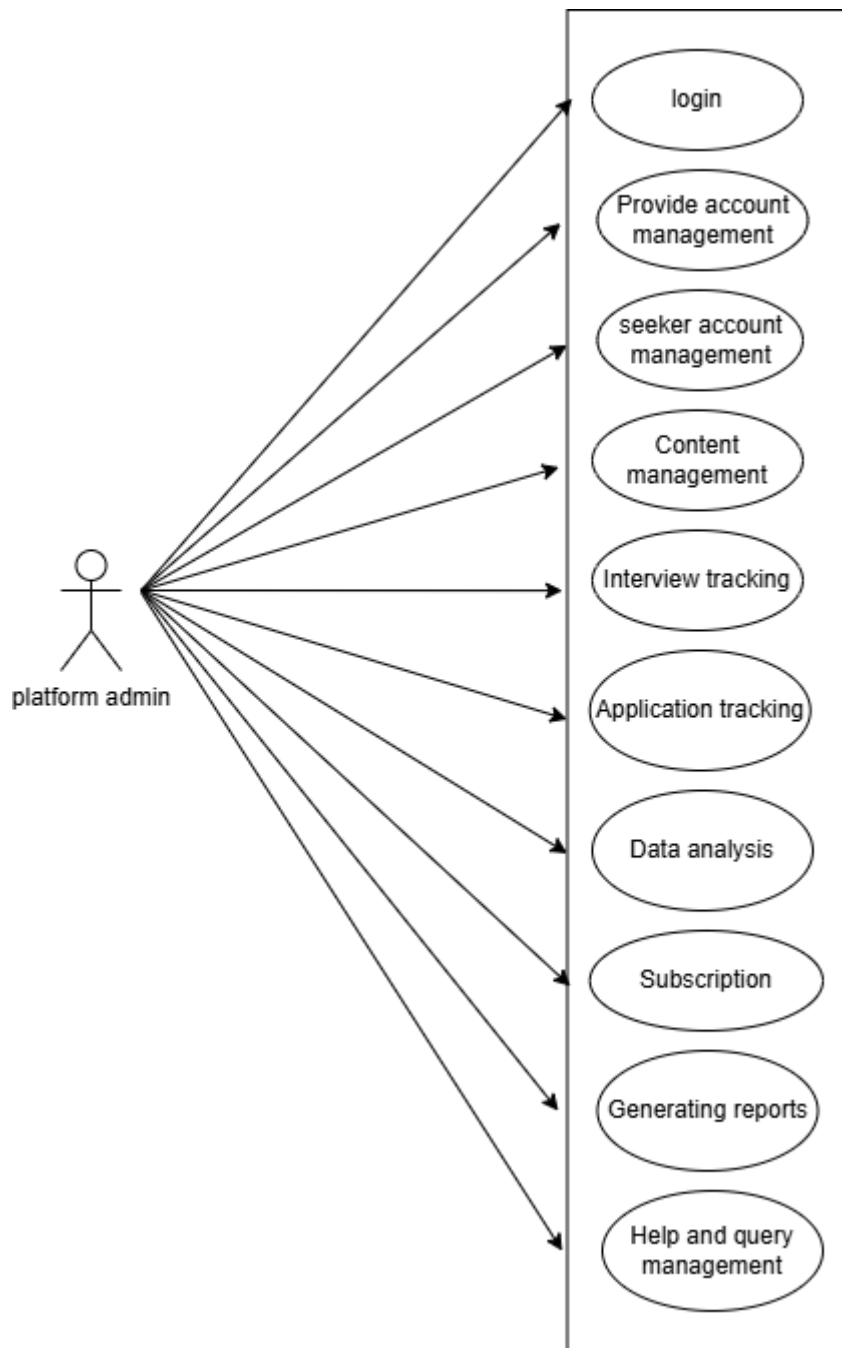 login
Provide account
management
seeker account
management
Content
management
Interview tracking
platform admin
Application tracking
Data analysis
Subscription
Generating reports
Help and query
management